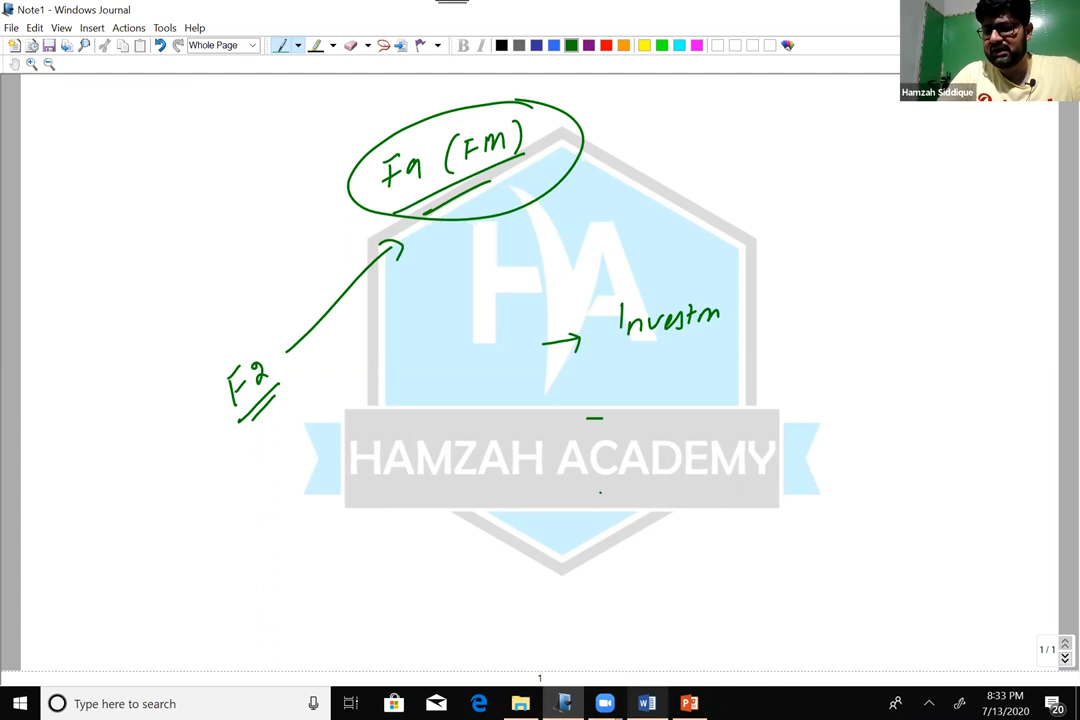 Note1 - Windows Journal
File Edit View Insert Actions Tools Help
Whole Page
B I
Hamzah Siddique
F9 (FM)
HA
Investm
F2
HAMZAH ACADEMY
1 / 1
1
Type here to search
8:33 PM
7/13/2020
20